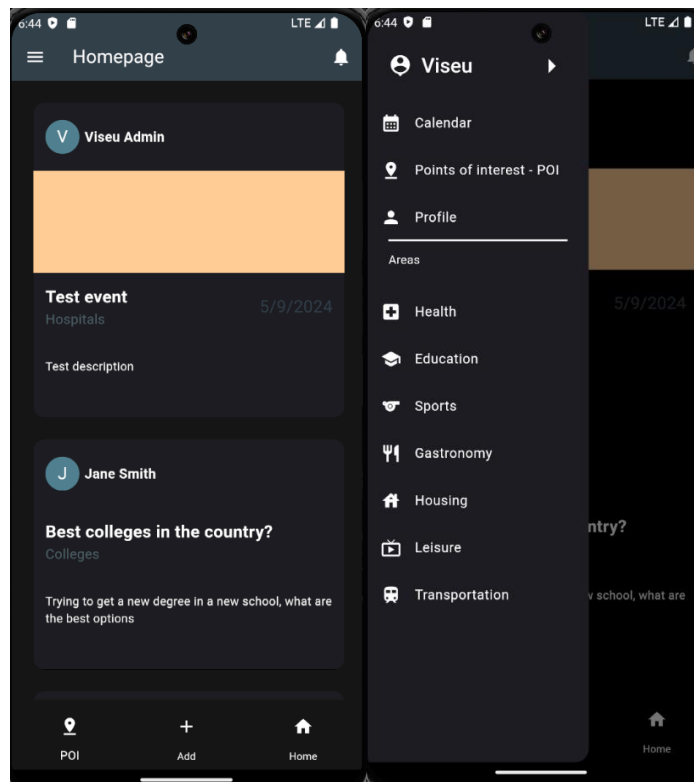 6:44
LTE
Homepage
V
Viseu Admin
Test event
5/9/2024
Hospitals
Test description
J
Jane Smith
Best colleges in the country?
Colleges
Trying to get a new degree in a new school, what are
the best options
POI
Add
Home
6:44
LTE
Viseu
Calendar
Points of interest - POI
Profile
Areas
Health
Education
Sports
Gastronomy
Housing
Leisure
Transportation
5/9/2024
ntry?
v school, what are
Home